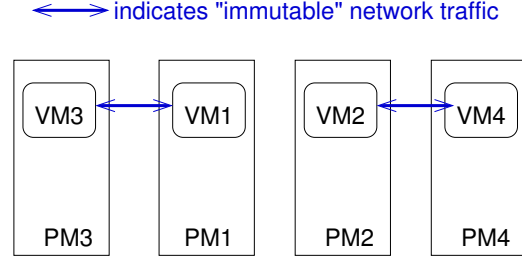 indicates "immutable" network traffic
VM3 VM1 VM2 VM4
PM3 PM1 PM2 PM4